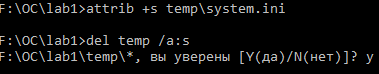 F:\OC\lab1>attrib +s temp\system.ini
F:\OC\lab1>del temp /a:s
F:\OC\lab1\temp\*, вы уверены [Y(да)/N(нет)]? y